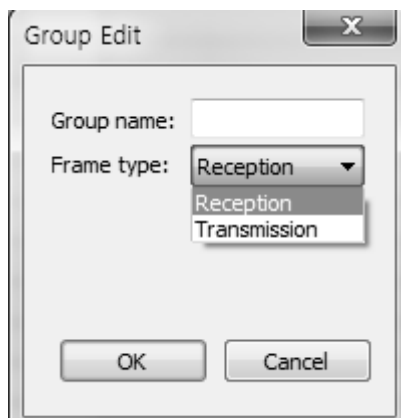 Group Edit
Group name:
Frame type: Reception
Reception
Transmission
OK Cancel